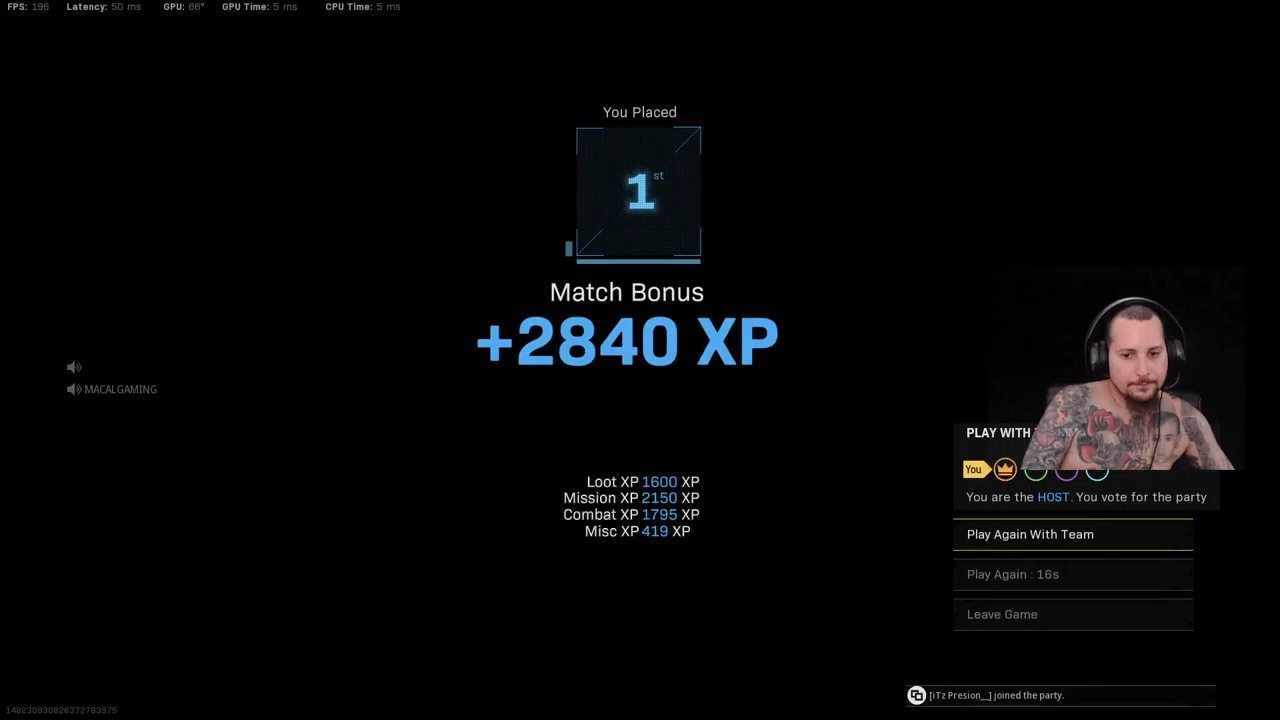 FPS: 196 Latency: 50 ms GPU: 66° GPU Time: 5 ms CPU Time: 5 ms
You Placed
1st
Match Bonus
+2840 XP
MACALGAMING
Loot XP 1600 XP
Mission XP 2150 XP
Combat XP 1795 XP
Misc XP 419 XP
PLAY WITH
You
You are the HOST. You vote for the party
Play Again With Team
Play Again : 16s
Leave Game
[iTz Presion__] joined the party.
148230930826372783975